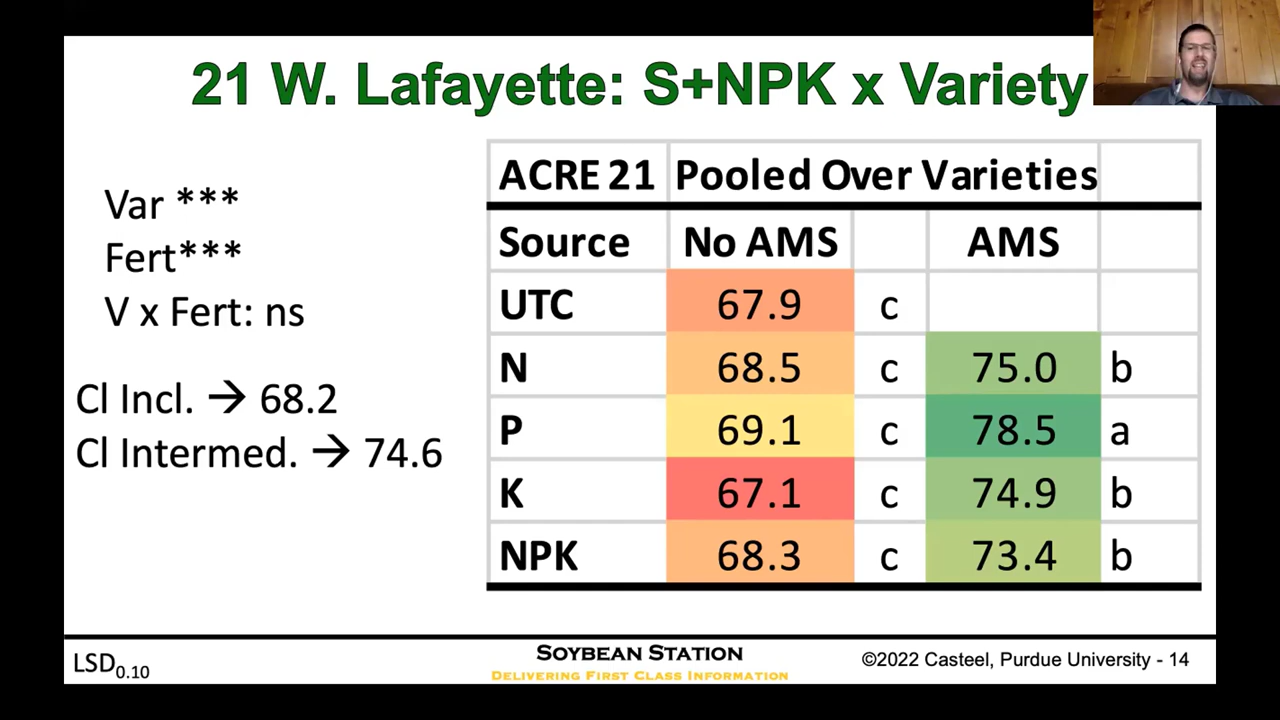 21 W. Lafayette: S+NPK x Variety
Var ***
Fert***
V x Fert: ns
Cl Incl. → 68.2
Cl Intermed. → 74.6
ACRE 21 Pooled Over Varieties
Source No AMS AMS
UTC 67.9 c
N 68.5 c 75.0 b
P 69.1 c 78.5 a
K 67.1 c 74.9 b
NPK 68.3 c 73.4 b
LSD0.10
SOYBEAN STATION
DELIVERING FIRST CLASS INFORMATION
©2022 Casteel, Purdue University - 14